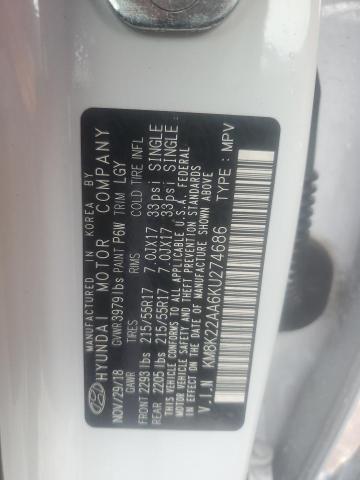 MANUFACTURED IN KOREA BY
HYUNDAI MOTOR COMPANY
NOV/29/18 GVWR 3979 lbs PAINT P6W TRIM LGY
GAWR TIRES RIMS COLD TIRE INFL
FRONT 2293 lbs 215/55R17 7.0JX17 33psi SINGLE
REAR 2205 lbs 215/55R17 7.0JX17 33psi SINGLE
THIS VEHICLE CONFORMS TO ALL APPLICABLE U.S.A. FEDERAL
MOTOR VEHICLE SAFETY, BUMPER, AND THEFT PREVENTION
STANDARDS IN EFFECT ON THE DATE OF MANUFACTURE SHOWN ABOVE
V.I.N KM8K22AA6KU274686 TYPE : MPV